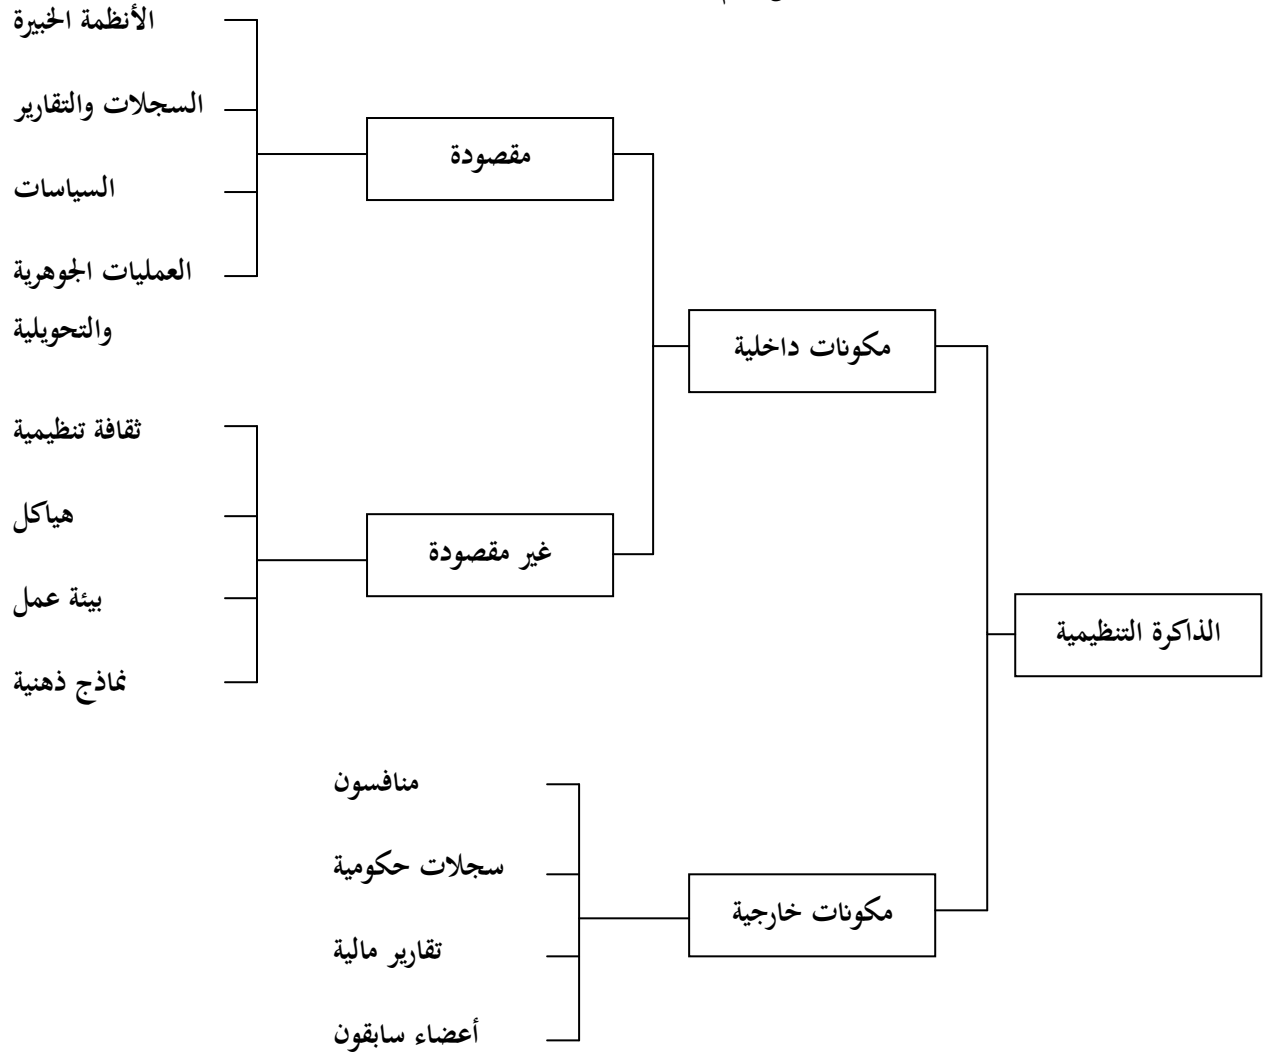 الأنظمة الخبيرة
السجلات والتقارير
مقصودة
السياسات
العمليات الجوهرية
والتحويلية
مكونات داخلية
ثقافة تنظيمية
هياكل
غير مقصودة
بيئة عمل
الذاكرة التنظيمية
نماذج ذهنية
منافسون
سجلات حكومية
مكونات خارجية
تقارير مالية
أعضاء سابقون